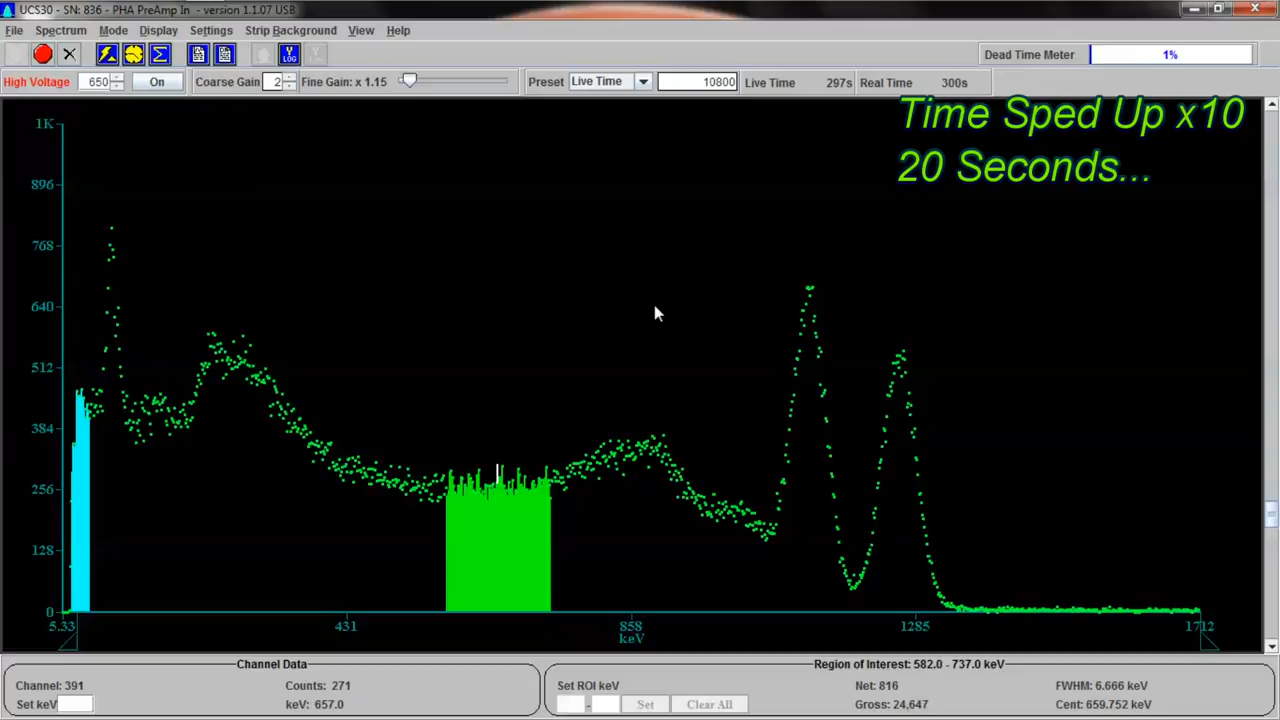 UCS30 - SN: 836 - PHA PreAmp In - version 1.1.07 USB
File Spectrum Mode Display Settings Strip Background View Help
Dead Time Meter 1%
High Voltage 650 On Coarse Gain 2 Fine Gain: x 1.15 Preset Live Time 10800 Live Time 297s Real Time 300s
Time Sped Up x10
20 Seconds...
1K
896
768
640
512
384
256
128
0
5.33 431 858 1285 1712
keV
Channel Data
Channel: 391 Counts: 271
Set keV keV: 657.0
Region of Interest: 582.0 - 737.0 keV
Set ROI keV Net: 816 FWHM: 6.666 keV
- Set Clear All Gross: 24,647 Cent: 659.752 keV